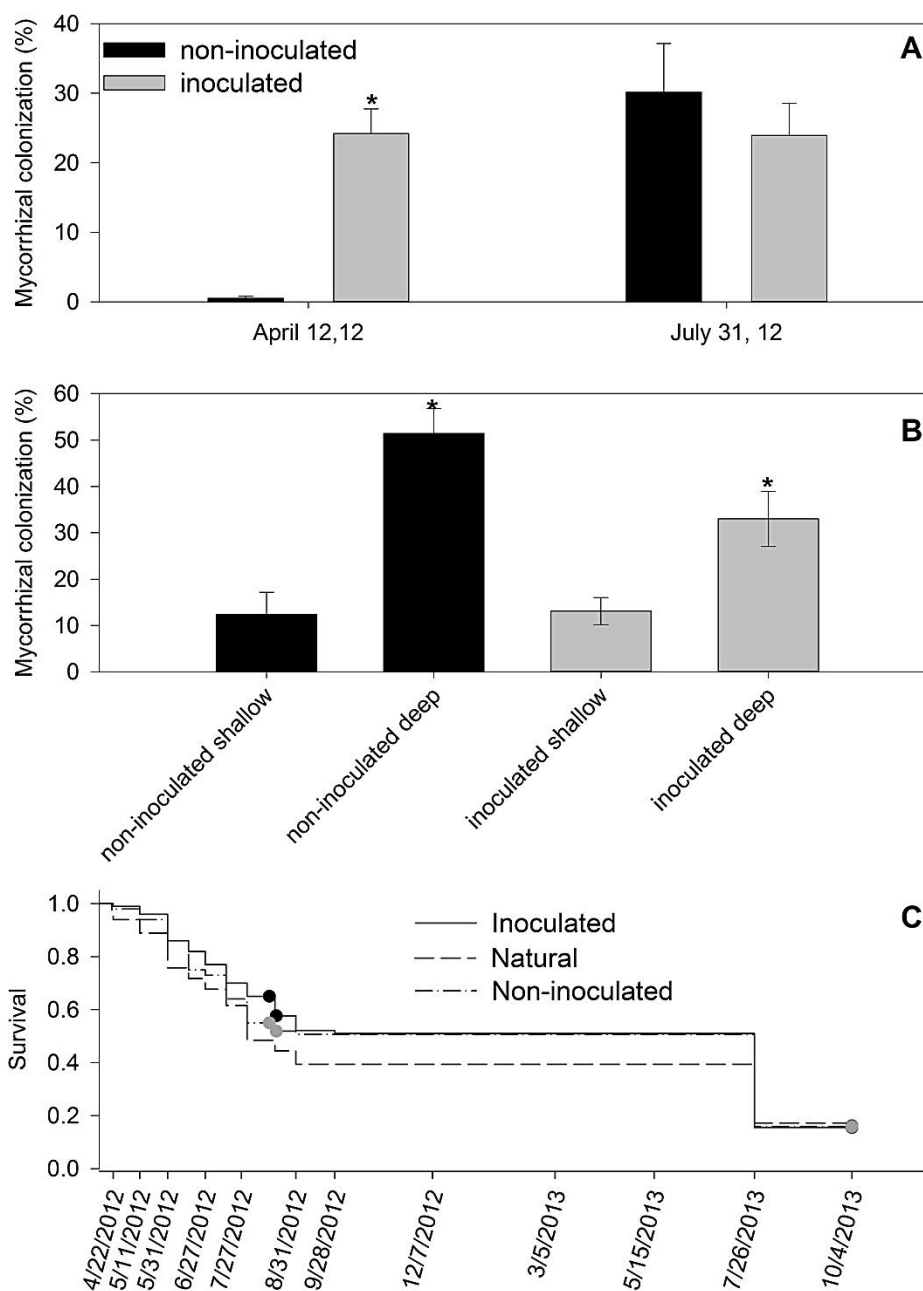 40
30
20
10
0
Mycorrhizal colonization (%)
non-inoculated
inoculated
*
A
April 12,12
July 31, 12
60
50
40
30
20
10
0
Mycorrhizal colonization (%)
*
*
B
non-inoculated shallow
non-inoculated deep
inoculated shallow
inoculated deep
1.0
0.8
0.6
0.4
0.2
0.0
Survival
Inoculated
Natural
Non-inoculated
C
4/22/2012
5/11/2012
5/31/2012
6/27/2012
7/27/2012
8/31/2012
9/28/2012
12/7/2012
3/5/2013
5/15/2013
7/26/2013
10/4/2013